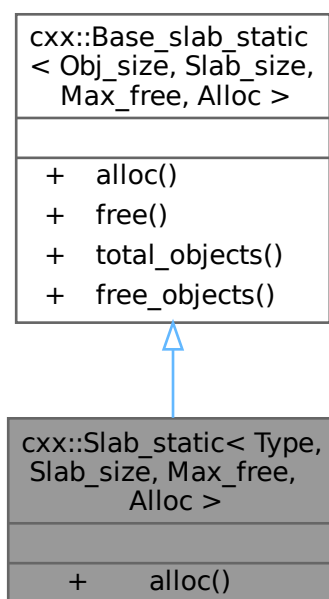 cxx::Base_slab_static
< Obj_size, Slab_size,
Max_free, Alloc >
+ alloc()
+ free()
+ total_objects()
+ free_objects()
cxx::Slab_static< Type,
Slab_size, Max_free,
Alloc >
+ alloc()